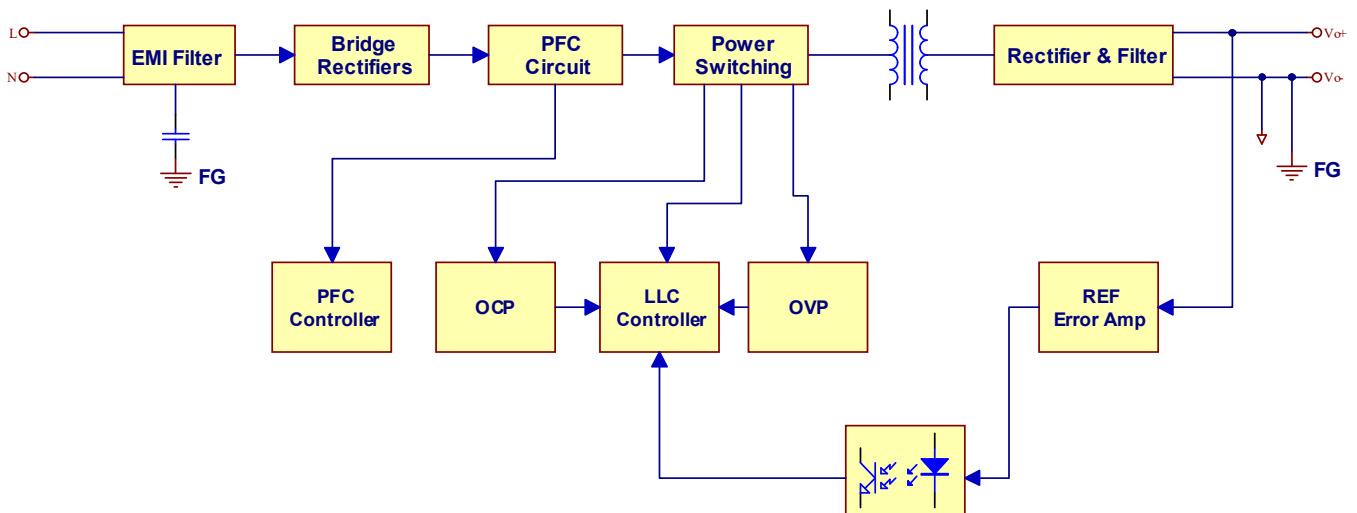 L
EMI Filter
Bridge
Rectifiers
PFC
Circuit
Power
Switching
Rectifier & Filter
Vo+
N
Vo-
FG
FG
PFC
Controller
OCP
LLC
Controller
OVP
REF
Error Amp